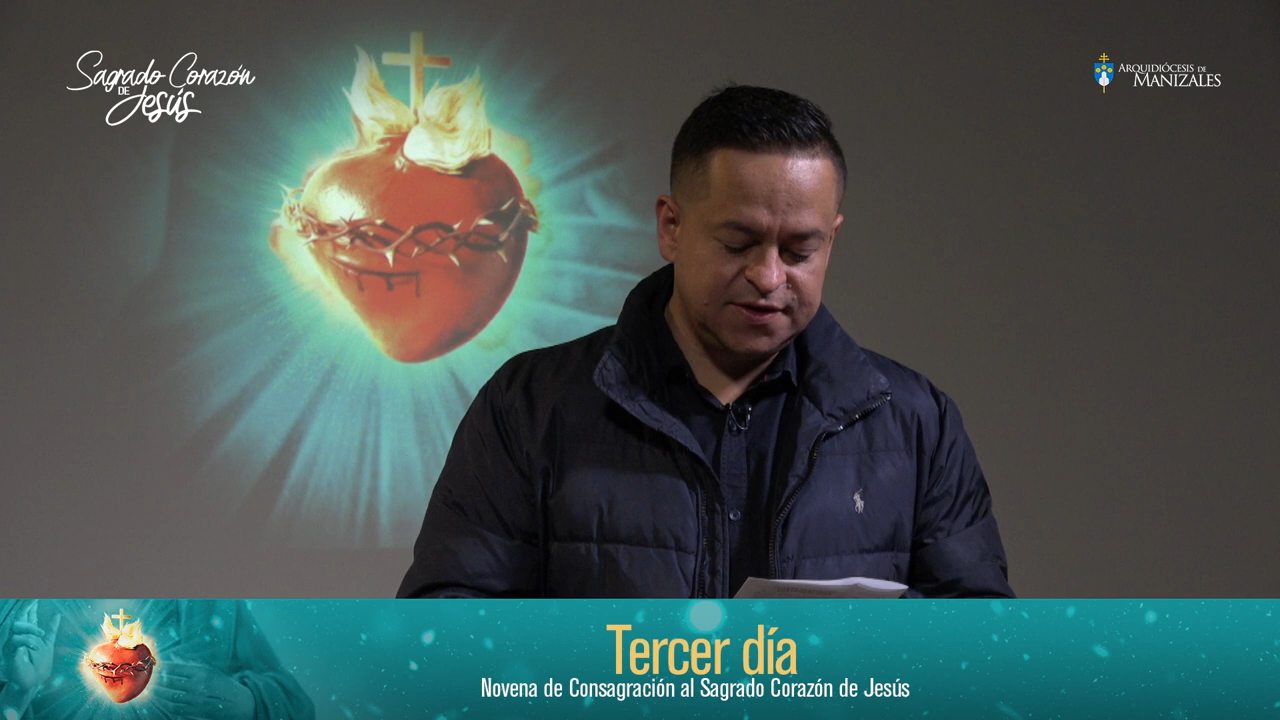 Sagrado Corazón
DE
Jesús
ARQUIDIÓCESIS DE
MANIZALES
Tercer día
Novena de Consagración al Sagrado Corazón de Jesús